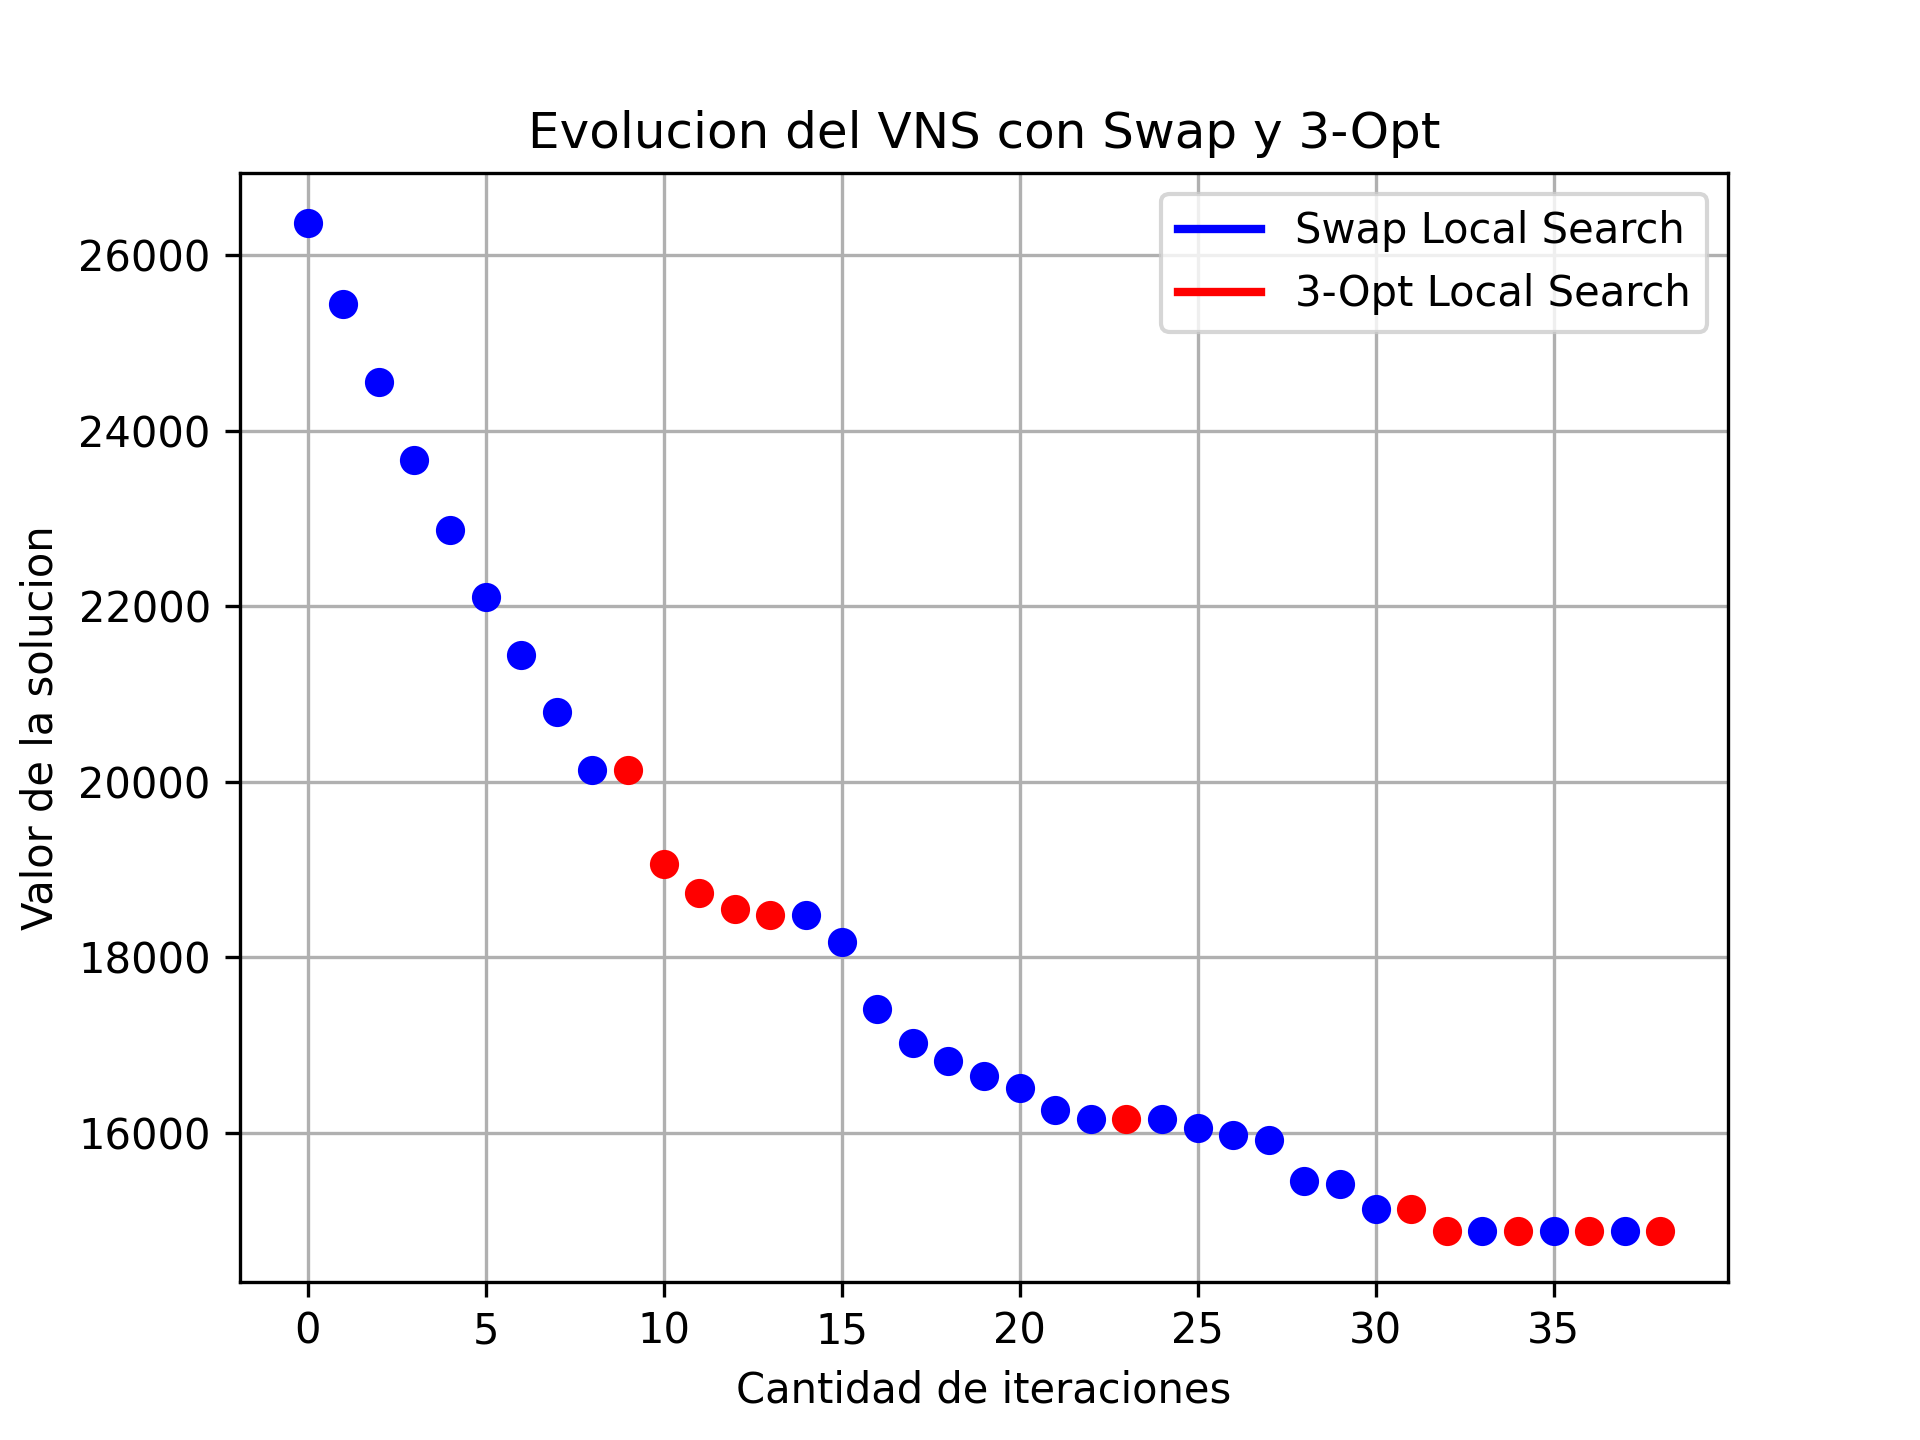 Evolucion del VNS con Swap y 3-Opt
Swap Local Search
3-Opt Local Search
Valor de la solucion
26000
24000
22000
20000
18000
16000
0 5 10 15 20 25 30 35
Cantidad de iteraciones